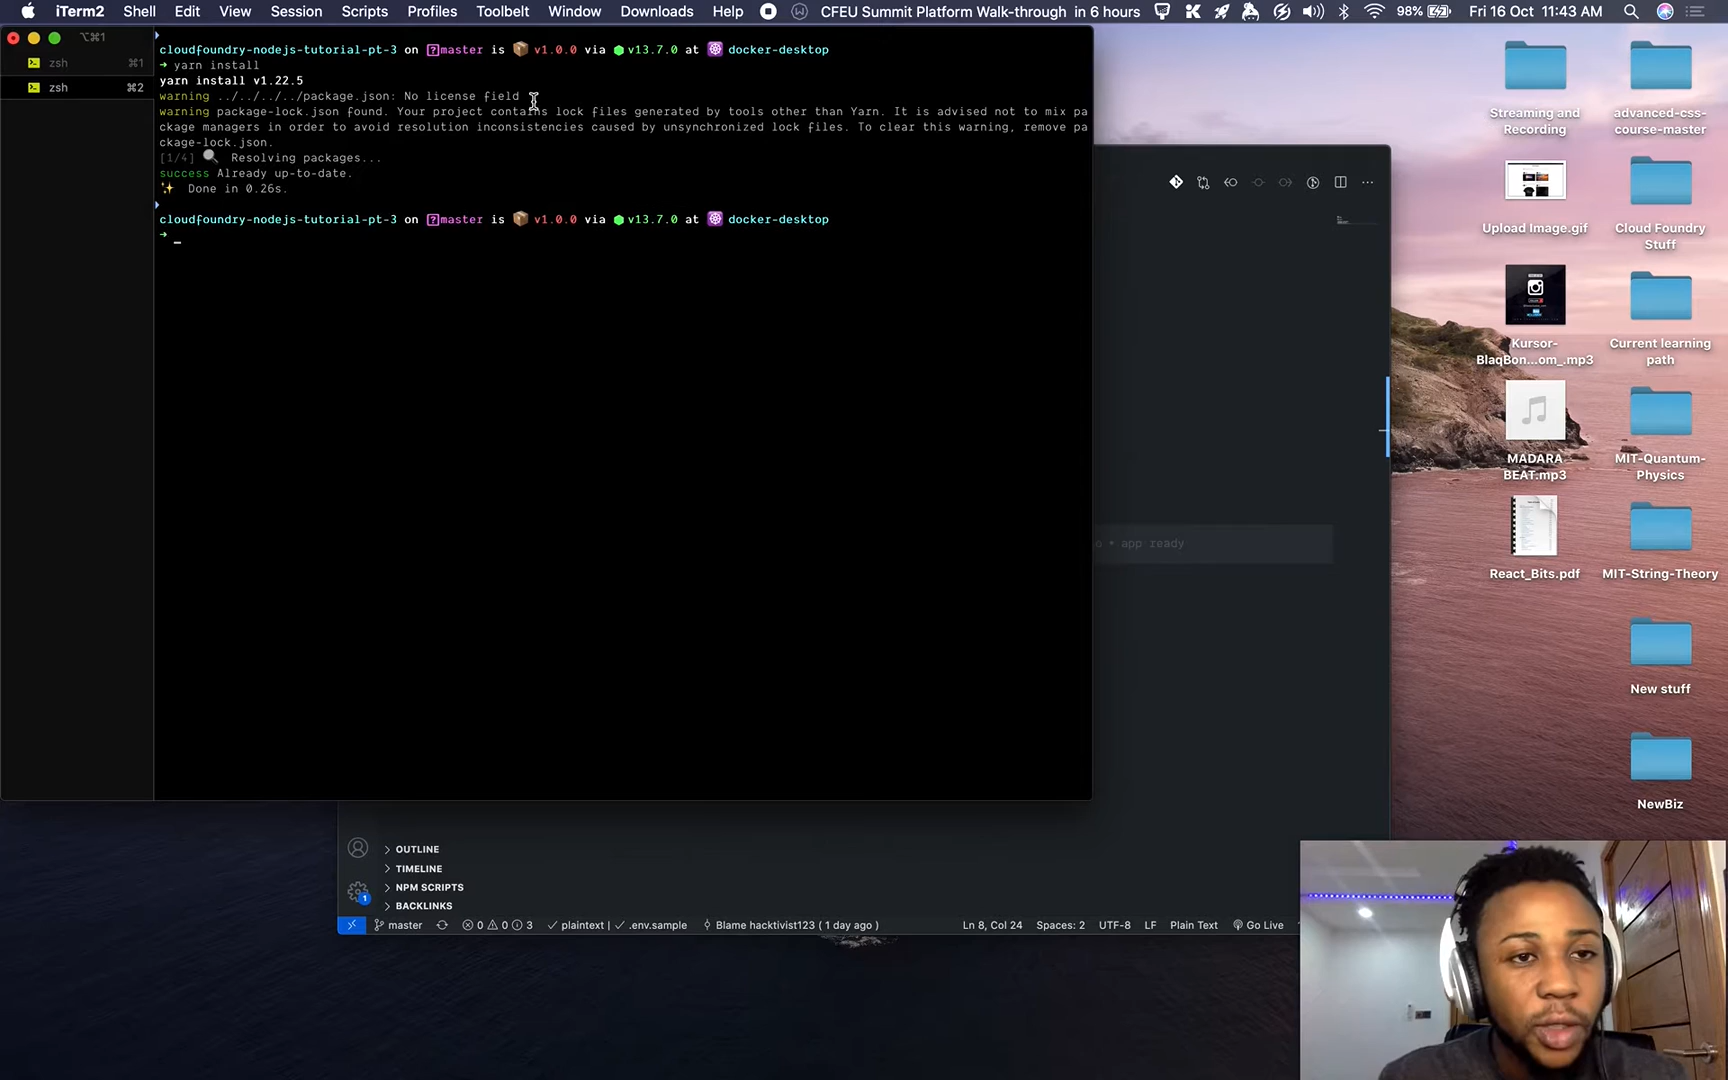 iTerm2 Shell Edit View Session Scripts Profiles Toolbelt Window Downloads Help CFEU Summit Platform Walk-through in 6 hours 98% Fri 16 Oct 11:43 AM
⌥⌘1
zsh ⌘1
zsh ⌘2
cloudfoundry-nodejs-tutorial-pt-3 on master is v1.0.0 via v13.7.0 at docker-desktop
→ yarn install
yarn install v1.22.5
warning ../../../../package.json: No license field
warning package-lock.json found. Your project contains lock files generated by tools other than Yarn. It is advised not to mix pa
ckage managers in order to avoid resolution inconsistencies caused by unsynchronized lock files. To clear this warning, remove pa
ckage-lock.json.
[1/4] 🔍 Resolving packages...
success Already up-to-date.
✨ Done in 0.26s.
cloudfoundry-nodejs-tutorial-pt-3 on master is v1.0.0 via v13.7.0 at docker-desktop
→
o • app ready
OUTLINE
TIMELINE
NPM SCRIPTS
BACKLINKS
1
master 0 0 3 ✓ plaintext | ✓ .env.sample Blame hacktivist123 ( 1 day ago ) Ln 8, Col 24 Spaces: 2 UTF-8 LF Plain Text Go Live
Streaming and
Recording
advanced-css-
course-master
Upload Image.gif
Cloud Foundry
Stuff
Kursor-
BlaqBon...om_.mp3
Current learning
path
MADARA
BEAT.mp3
MIT-Quantum-
Physics
React_Bits.pdf
MIT-String-Theory
New stuff
NewBiz